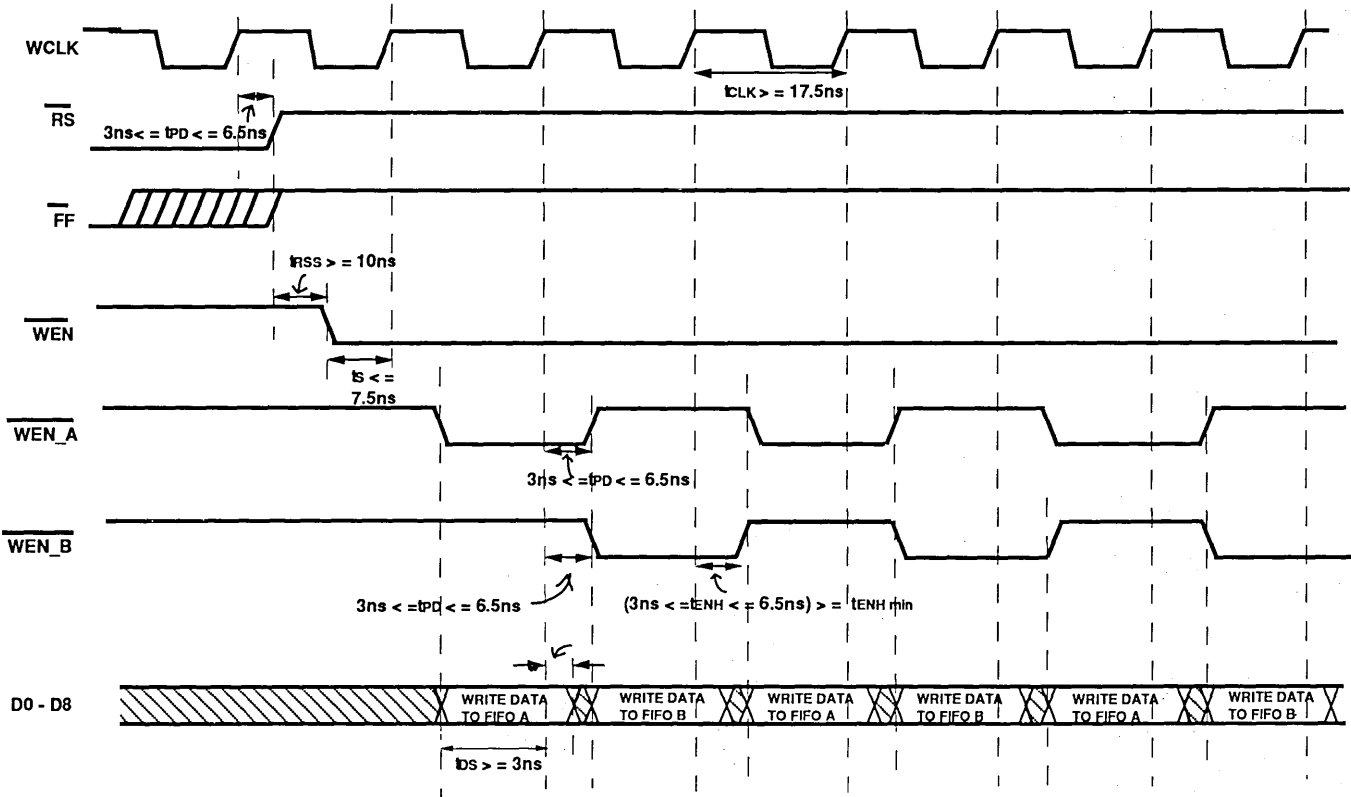 WCLK
tCLK > = 17.5ns
RS
3ns< = tPD < = 6.5ns
FF
tRSS > = 10ns
WEN
tS < =
7.5ns
WEN_A
3ns < =tPD < = 6.5ns
WEN_B
3ns < =tPD < = 6.5ns
(3ns < =tENH < = 6.5ns) > = tENH min
D0 - D8
WRITE DATA
TO FIFO A
WRITE DATA
TO FIFO B
WRITE DATA
TO FIFO A
WRITE DATA
TO FIFO B
WRITE DATA
TO FIFO A
WRITE DATA
TO FIFO B
tDS > = 3ns